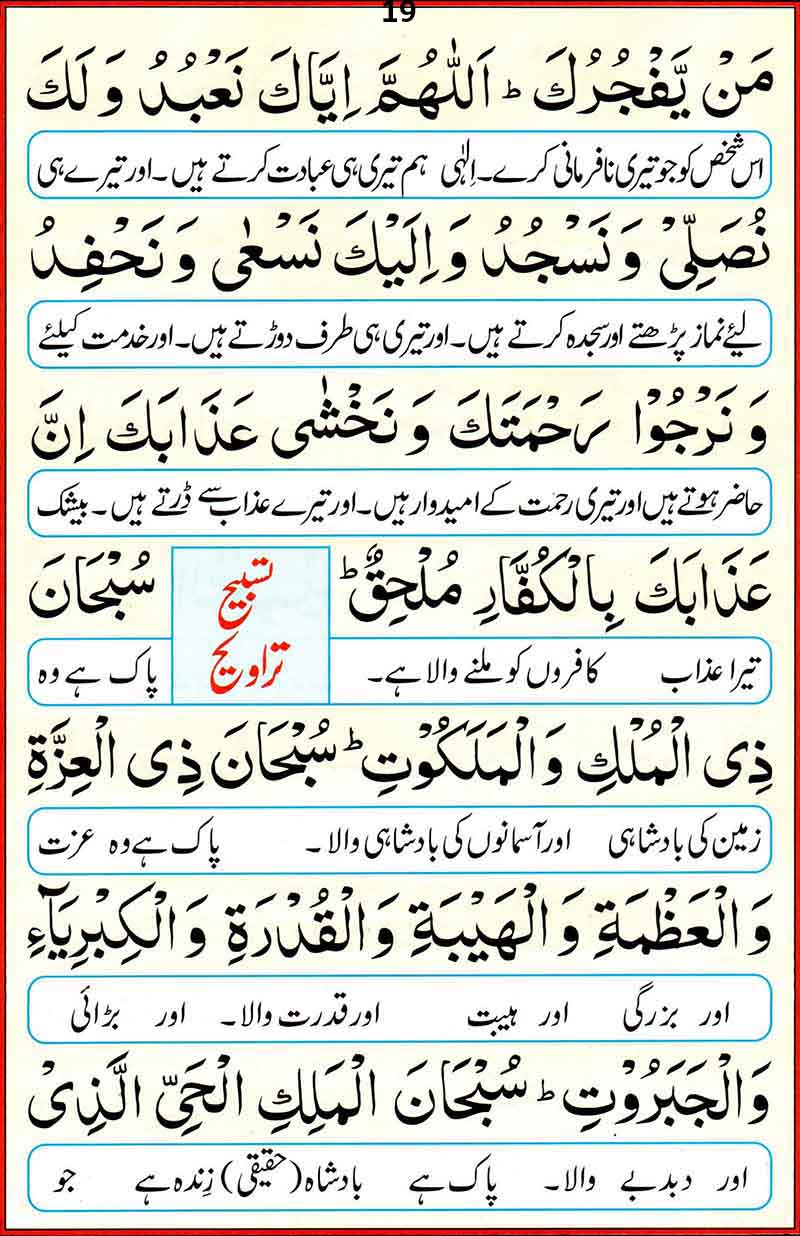 19
مَنْ يَّفْجُرُكَ ؕ اَللّٰهُمَّ اِيَّاكَ نَعْبُدُ وَ لَكَ
اس شخص کو جو تیری نافرمانی کرے۔ اِلٰہی ہم تیری ہی عبادت کرتے ہیں۔ اور تیرے ہی
نُصَلِّيْ وَ نَسْجُدُ وَ اِلَيْكَ نَسْعٰى وَ نَحْفِدُ
لیٔے نماز پڑھتے اور سجدہ کرتے ہیں۔ اور تیری ہی طرف دوڑتے ہیں۔ اور خدمت کیلئے
وَ نَرْجُوْا رَحْمَتَكَ وَ نَخْشٰى عَذَابَكَ اِنَّ
حاضر ہوتے ہیں اور تیری رحمت کے امیدوار ہیں۔ اور تیرے عذاب سے ڈرتے ہیں۔ بیشک
عَذَابَكَ بِالْكُفَّارِ مُلْحِقٌ ؕ
تسبیح
تراویح
سُبْحَانَ
تیرا عذاب کافروں کو ملنے والا ہے۔ پاک ہے وہ
ذِى الْمُلْكِ وَالْمَلَكُوْتِ ؕ سُبْحَانَ ذِى الْعِزَّةِ
زمین کی بادشاہی اور آسمانوں کی بادشاہی والا۔ پاک ہے وہ عزت
وَ الْعَظْمَةِ وَ الْهَيْبَةِ وَالْقُدْرَةِ وَ الْكِبْرِيَآءِ
اور بزرگی اور ہیبت اور قدرت والا۔ اور بڑائی
وَالْجَبَرُوْتِ ؕ سُبْحَانَ الْمَلِكِ الْحَيِّ الَّذِىْ
اور دبدبے والا۔ پاک ہے بادشاہ (حقیقی) زِندہ ہے جو